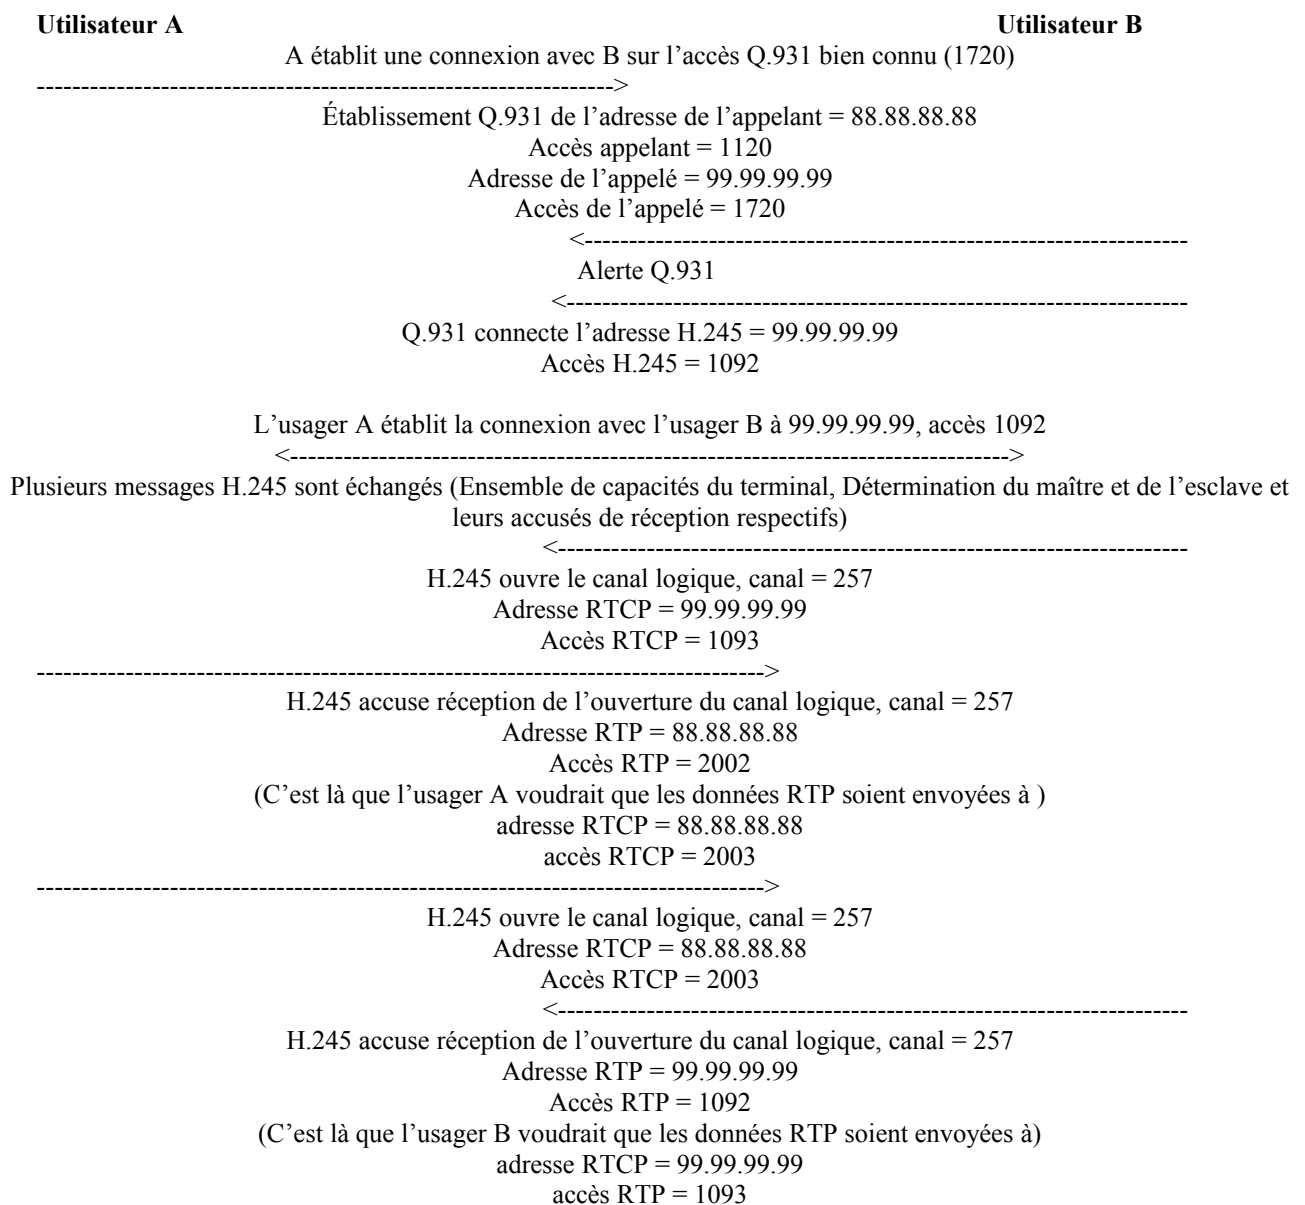 Utilisateur A Utilisateur B
A établit une connexion avec B sur l’accès Q.931 bien connu (1720)
----------------------------------------------------------------->
Établissement Q.931 de l’adresse de l’appelant = 88.88.88.88
Accès appelant = 1120
Adresse de l’appelé = 99.99.99.99
Accès de l’appelé = 1720
<--------------------------------------------------------------------
Alerte Q.931
<----------------------------------------------------------------------
Q.931 connecte l’adresse H.245 = 99.99.99.99
Accès H.245 = 1092
L’usager A établit la connexion avec l’usager B à 99.99.99.99, accès 1092
<--------------------------------------------------------------------------------->
Plusieurs messages H.245 sont échangés (Ensemble de capacités du terminal, Détermination du maître et de l’esclave et
leurs accusés de réception respectifs)
<-----------------------------------------------------------------------
H.245 ouvre le canal logique, canal = 257
Adresse RTCP = 99.99.99.99
Accès RTCP = 1093
---------------------------------------------------------------------------------->
H.245 accuse réception de l’ouverture du canal logique, canal = 257
Adresse RTP = 88.88.88.88
Accès RTP = 2002
(C’est là que l’usager A voudrait que les données RTP soient envoyées à )
adresse RTCP = 88.88.88.88
accès RTCP = 2003
---------------------------------------------------------------------------------->
H.245 ouvre le canal logique, canal = 257
Adresse RTCP = 88.88.88.88
Accès RTCP = 2003
<-----------------------------------------------------------------------
H.245 accuse réception de l’ouverture du canal logique, canal = 257
Adresse RTP = 99.99.99.99
Accès RTP = 1092
(C’est là que l’usager B voudrait que les données RTP soient envoyées à)
adresse RTCP = 99.99.99.99
accès RTP = 1093